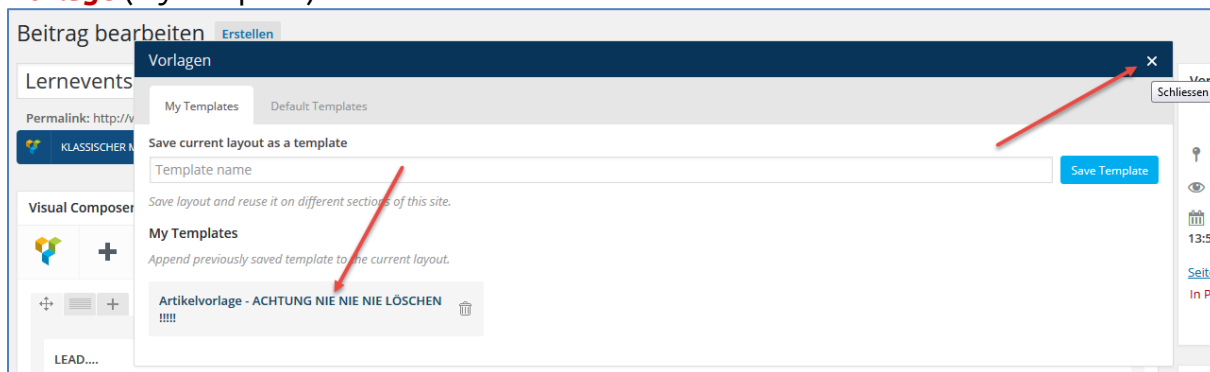 Beitrag bearbeiten Erstellen
Vorlagen
Lernevents
Schliessen
My Templates Default Templates
Permalink: http://
Save current layout as a template
KLASSISCHER
Template name Save Template
Save layout and reuse it on different sections of this site.
Visual Composer
My Templates
13:5
Append previously saved template to the current layout.
Seit
Artikelvorlage - ACHTUNG NIE NIE NIE LÖSCHEN
!!!!!
In P
LEAD....